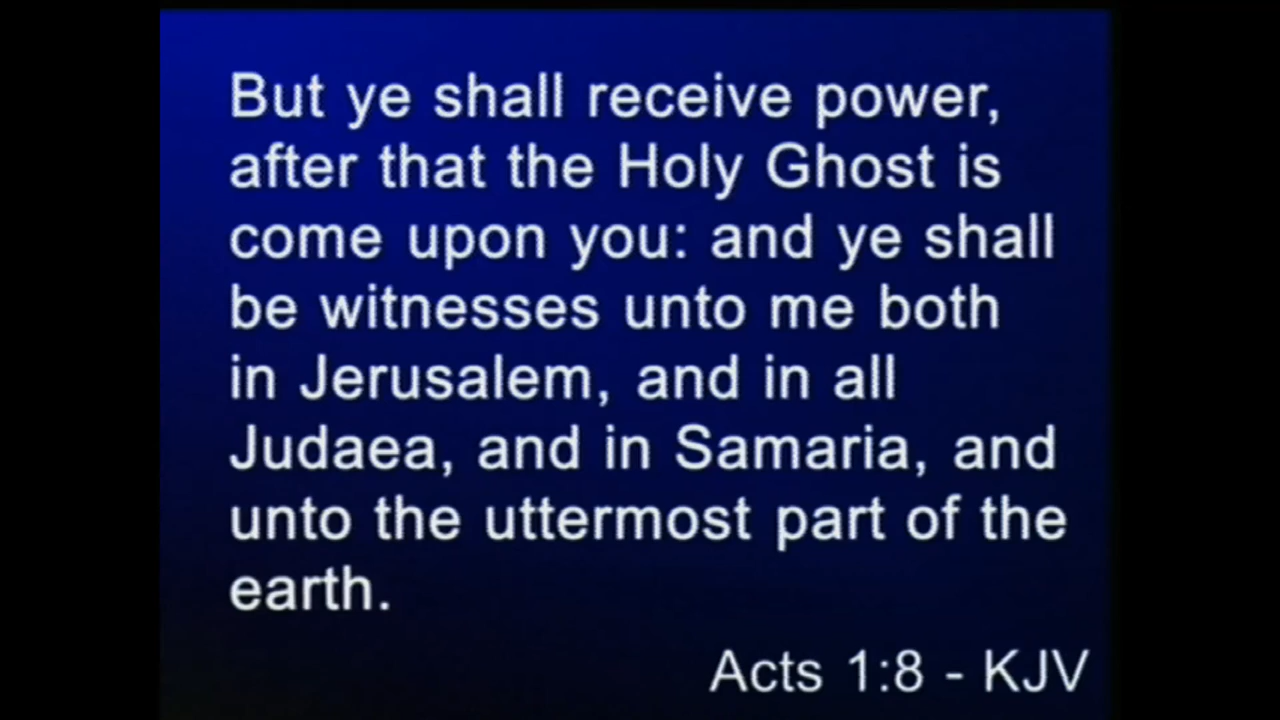 But ye shall receive power,
after that the Holy Ghost is
come upon you: and ye shall
be witnesses unto me both
in Jerusalem, and in all
Judaea, and in Samaria, and
unto the uttermost part of the
earth.
Acts 1:8 - KJV